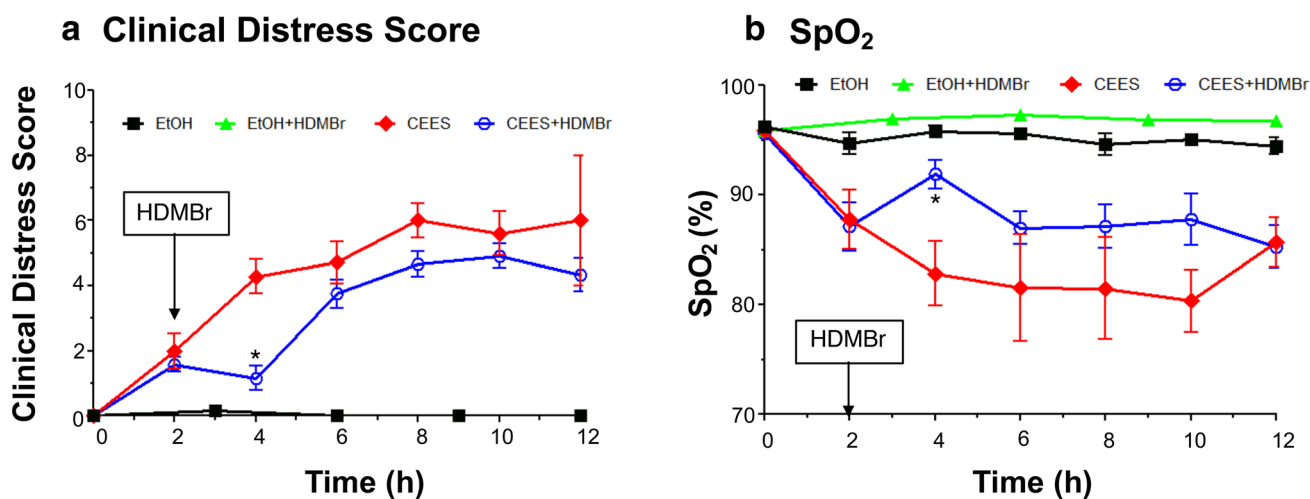 a Clinical Distress Score
Clinical Distress Score
10
8
6
4
2
0
EtOH EtOH+HDMBr CEES CEES+HDMBr
HDMBr
*
0 2 4 6 8 10 12
Time (h)
b SpO₂
SpO₂ (%)
100
90
80
70
EtOH EtOH+HDMBr CEES CEES+HDMBr
*
HDMBr
0 2 4 6 8 10 12
Time (h)